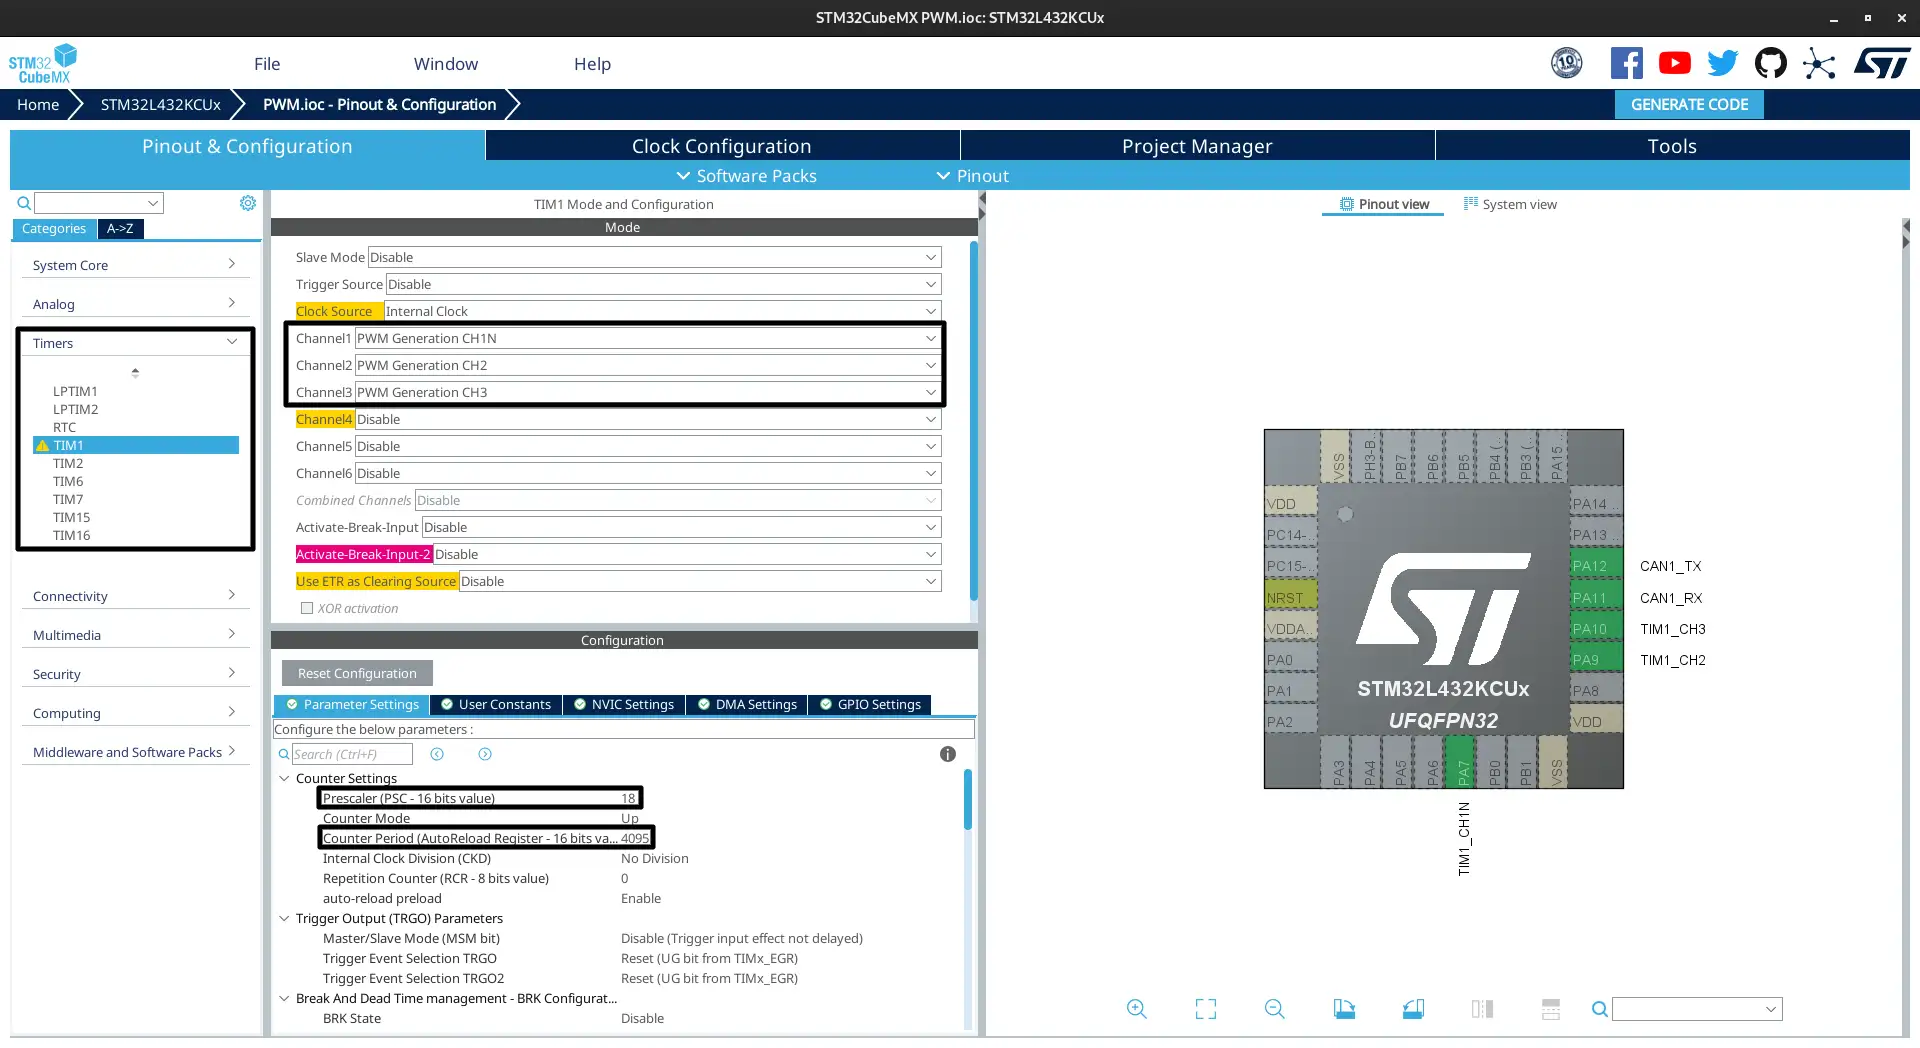 STM32CubeMX PWM.ioc: STM32L432KCUx
STM32
CubeMX
File
Window
Help
10
Home
STM32L432KCUx
PWM.ioc - Pinout & Configuration
GENERATE CODE
Pinout & Configuration
Clock Configuration
Project Manager
Tools
Software Packs
Pinout
Categories
A->Z
System Core
Analog
Timers
LPTIM1
LPTIM2
RTC
TIM1
TIM2
TIM6
TIM7
TIM15
TIM16
Connectivity
Multimedia
Security
Computing
Middleware and Software Packs
TIM1 Mode and Configuration
Mode
Slave Mode Disable
Trigger Source Disable
Clock Source Internal Clock
Channel1 PWM Generation CH1N
Channel2 PWM Generation CH2
Channel3 PWM Generation CH3
Channel4 Disable
Channel5 Disable
Channel6 Disable
Combined Channels Disable
Activate-Break-Input Disable
Activate-Break-Input-2 Disable
Use ETR as Clearing Source Disable
XOR activation
Configuration
Reset Configuration
Parameter Settings
User Constants
NVIC Settings
DMA Settings
GPIO Settings
Configure the below parameters :
Search (Ctrl+F)
Counter Settings
Prescaler (PSC - 16 bits value) 18
Counter Mode Up
Counter Period (AutoReload Register - 16 bits va... 4095
Internal Clock Division (CKD) No Division
Repetition Counter (RCR - 8 bits value) 0
auto-reload preload Enable
Trigger Output (TRGO) Parameters
Master/Slave Mode (MSM bit) Disable (Trigger input effect not delayed)
Trigger Event Selection TRGO Reset (UG bit from TIMx_EGR)
Trigger Event Selection TRGO2 Reset (UG bit from TIMx_EGR)
Break And Dead Time management - BRK Configurat...
BRK State Disable
Pinout view
System view
VSS
PH3-B...
PB7
PB6
PB5
PB4 (...
PB3 (...
PA15...
VDD
PC14-...
PC15-...
NRST
VDDA...
PA0
PA1
PA2
PA14 ...
PA13 ...
PA12 CAN1_TX
PA11 CAN1_RX
PA10 TIM1_CH3
PA9 TIM1_CH2
PA8
VDD
ST
STM32L432KCUx
UFQFPN32
PA3
PA4
PA5
PA6
PA7
PB0
PB1
VSS
TIM1_CH1N